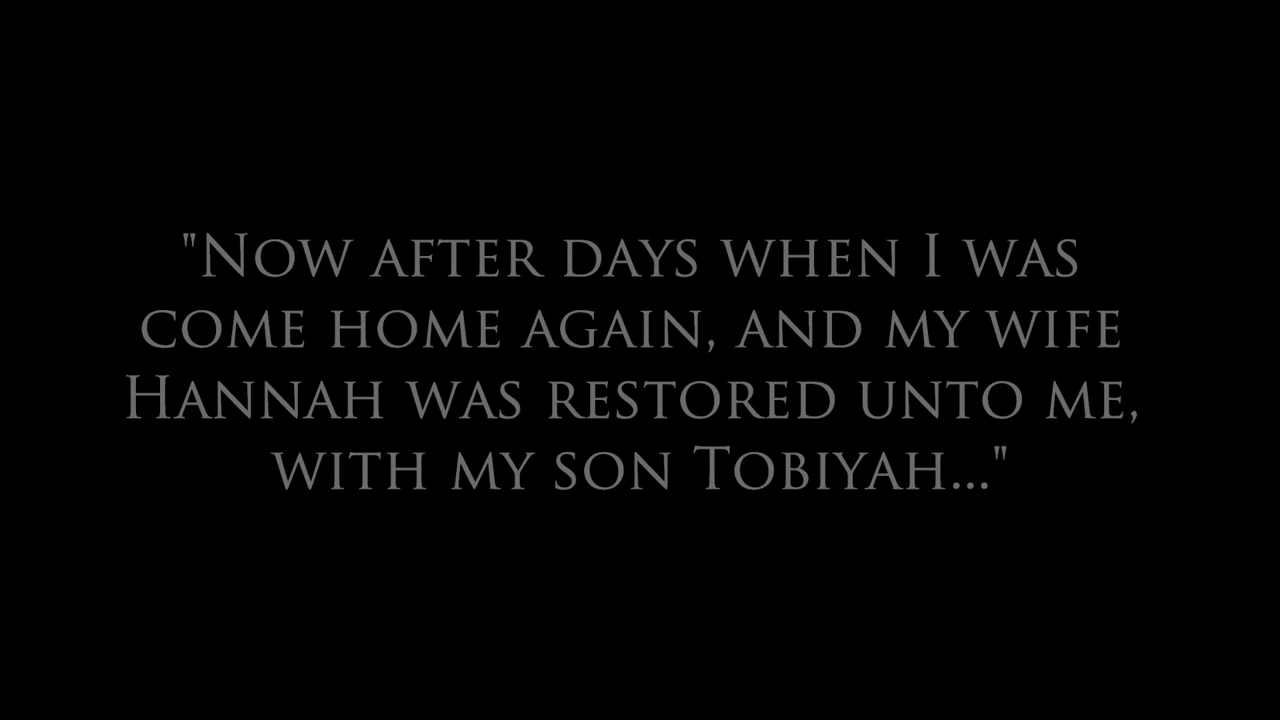 "Now after days when I was
come home again, and my wife
Hannah was restored unto me,
with my son Tobiyah..."